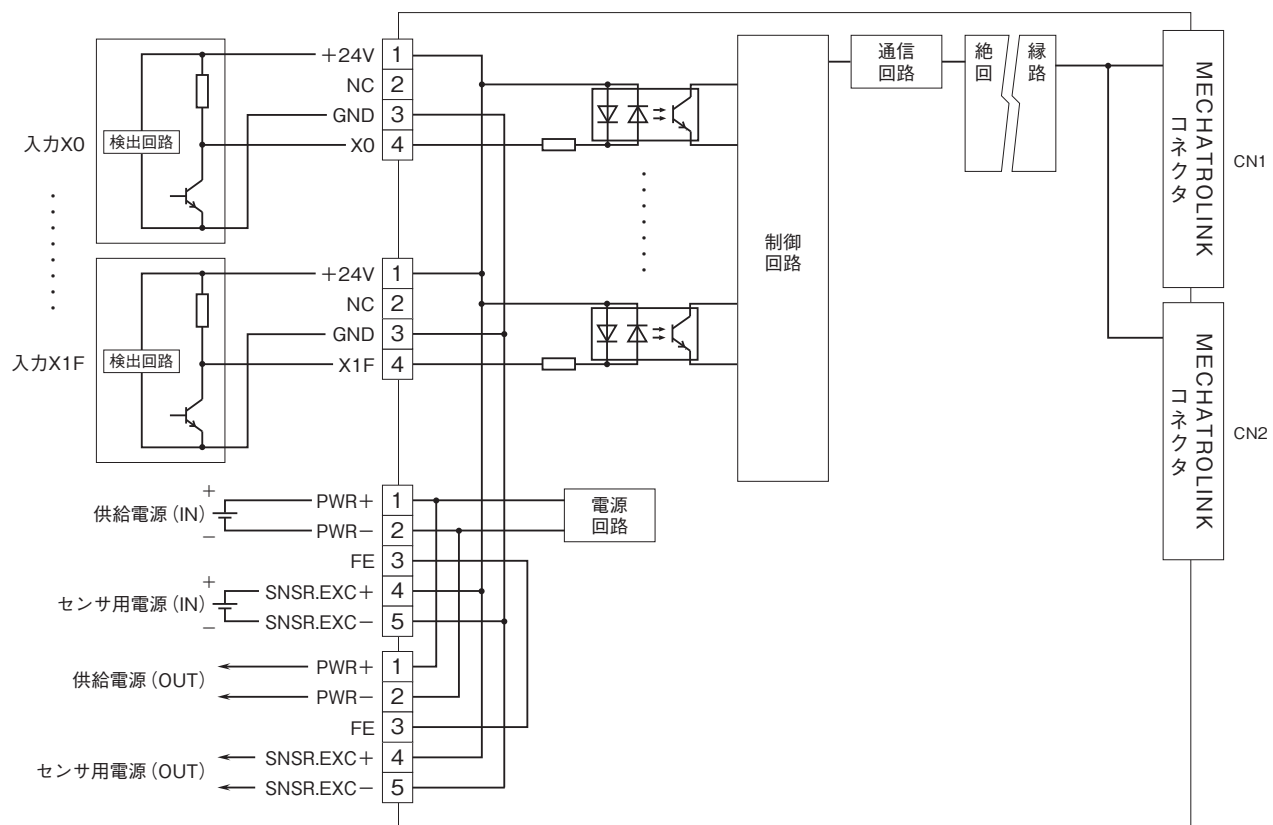 入力X0
検出回路
+24V 1
NC 2
GND 3
X0 4
入力X1F
検出回路
+24V 1
NC 2
GND 3
X1F 4
供給電源（IN）
+
−
PWR+ 1
PWR− 2
FE 3
センサ用電源（IN）
+
−
SNSR.EXC+ 4
SNSR.EXC− 5
供給電源（OUT）
PWR+ 1
PWR− 2
FE 3
センサ用電源（OUT）
SNSR.EXC+ 4
SNSR.EXC− 5
電源
回路
制御
回路
通信
回路
絶縁
回路
MECHATROLINK
コネクタ
CN1
MECHATROLINK
コネクタ
CN2